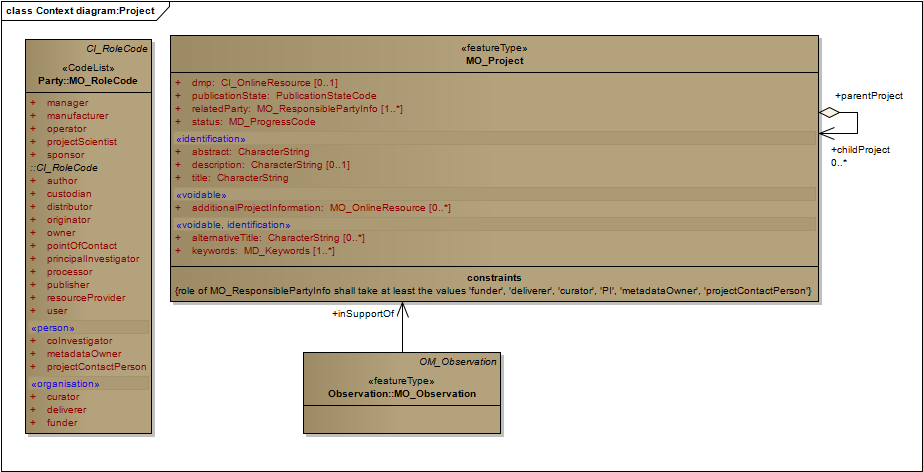 class Context diagram:Project
CI_RoleCode
«CodeList»
Party::MO_RoleCode
+ manager
+ manufacturer
+ operator
+ projectScientist
+ sponsor
::CI_RoleCode
+ author
+ custodian
+ distributor
+ originator
+ owner
+ pointOfContact
+ principalInvestigator
+ processor
+ publisher
+ resourceProvider
+ user
«person»
+ coInvestigator
+ metadataOwner
+ projectContactPerson
«organisation»
+ curator
+ deliverer
+ funder
«featureType»
MO_Project
+ dmp: CI_OnlineResource [0..1]
+ publicationState: PublicationStateCode
+ relatedParty: MO_ResponsiblePartyInfo [1..*]
+ status: MD_ProgressCode
«identification»
+ abstract: CharacterString
+ description: CharacterString [0..1]
+ title: CharacterString
«voidable»
+ additionalProjectInformation: MO_OnlineResource [0..*]
«voidable, identification»
+ alternativeTitle: CharacterString [0..*]
+ keywords: MD_Keywords [1..*]
constraints
{role of MO_ResponsiblePartyInfo shall take at least the values 'funder', 'deliverer', 'curator', 'PI', 'metadataOwner', 'projectContactPerson'}
+parentProject
+childProject
0..*
+inSupportOf
OM_Observation
«featureType»
Observation::MO_Observation